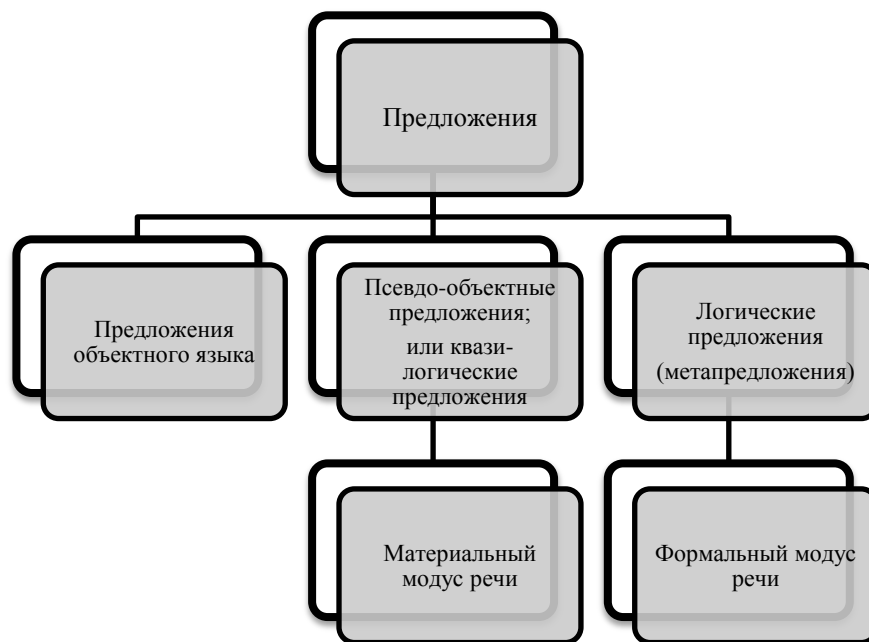 Предложения
Предложения
объектного языка
Псевдо-объектные
предложения;
или квази-
логические
предложения
Логические
предложения
(метапредложения)
Материальный
модус речи
Формальный модус
речи